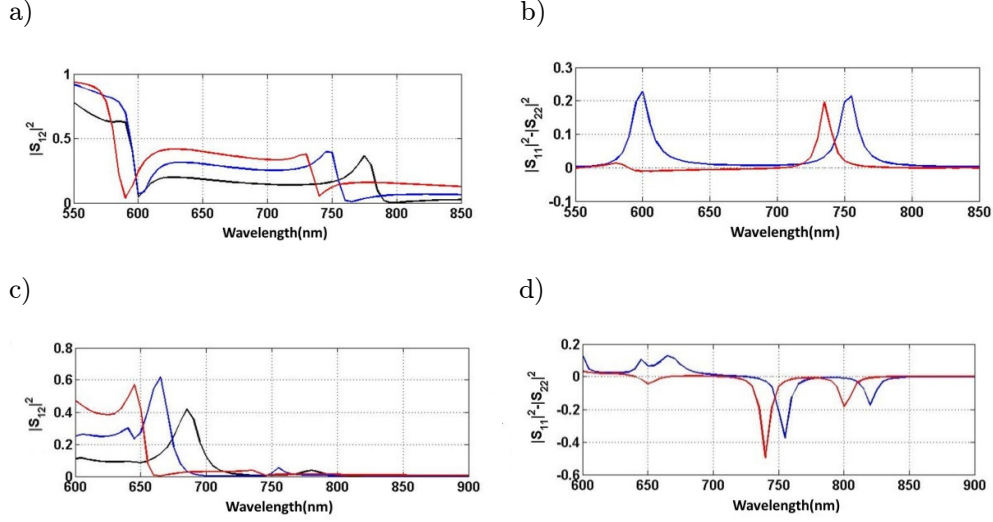 a)
1
0.5
0
550 600 650 700 750 800 850
|S12|²
Wavelength(nm)
b)
0.3
0.2
0.1
0
-0.1
550 600 650 700 750 800 850
|S11|²-|S22|²
Wavelength(nm)
c)
0.8
0.6
0.4
0.2
0
600 650 700 750 800 850 900
|S12|²
Wavelength(nm)
d)
0.2
0
-0.2
-0.4
-0.6
600 650 700 750 800 850 900
|S11|²-|S22|²
Wavelength(nm)